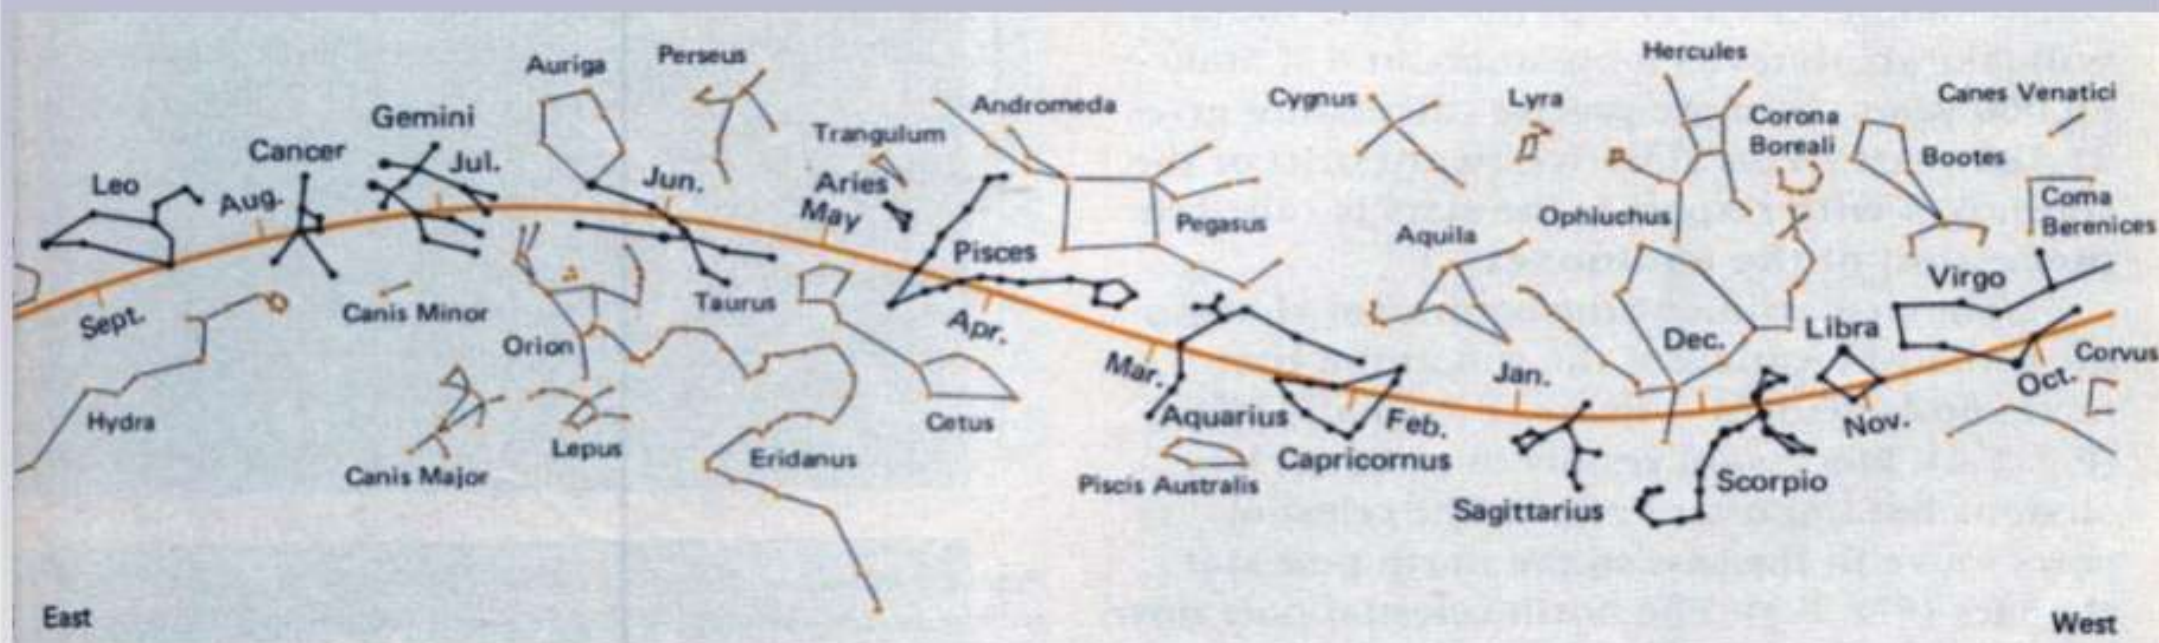 Hercules
Perseus
Auriga
Canes Venatici
Cygnus
Lyra
Andromeda
Gemini
Corona
Boreali
Trangulum
Cancer
Jul.
Bootes
Leo
Jun.
Aries
Aug.
May
Coma
Berenices
Ophiuchus
Pegasus
Aquila
Pisces
Virgo
Taurus
Canis Minor
Sept.
Apr.
Libra
Dec.
Orion
Corvus
Mar.
Jan.
Oct.
Aquarius
Hydra
Cetus
Feb.
Nov.
Lepus
Eridanus
Capricornus
Canis Major
Piscis Australis
Scorpio
Sagittarius
East
West